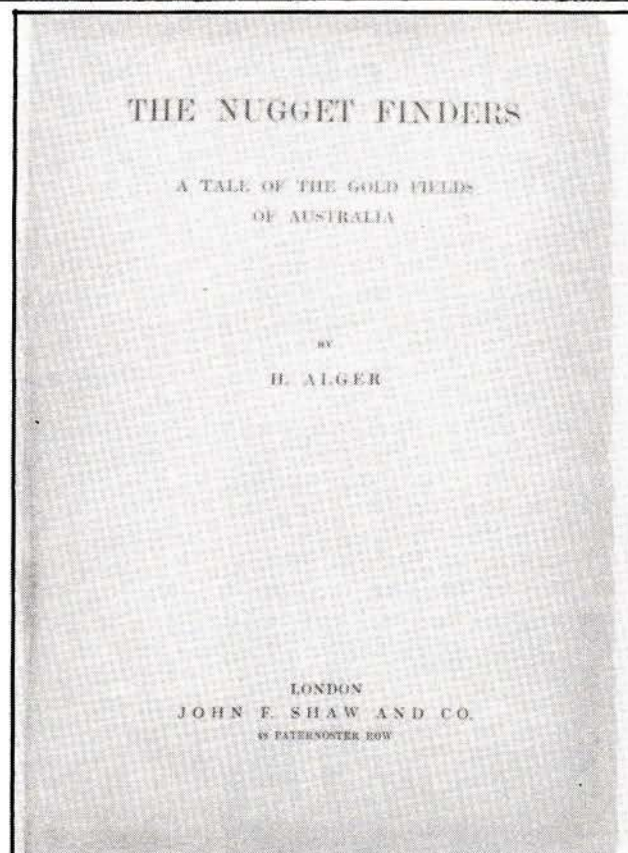 THE NUGGET FINDERS
A TALE OF THE GOLD FIELDS
OF AUSTRALIA
BY
H. ALGER
LONDON
JOHN F. SHAW AND CO.
48 PATERNOSTER ROW